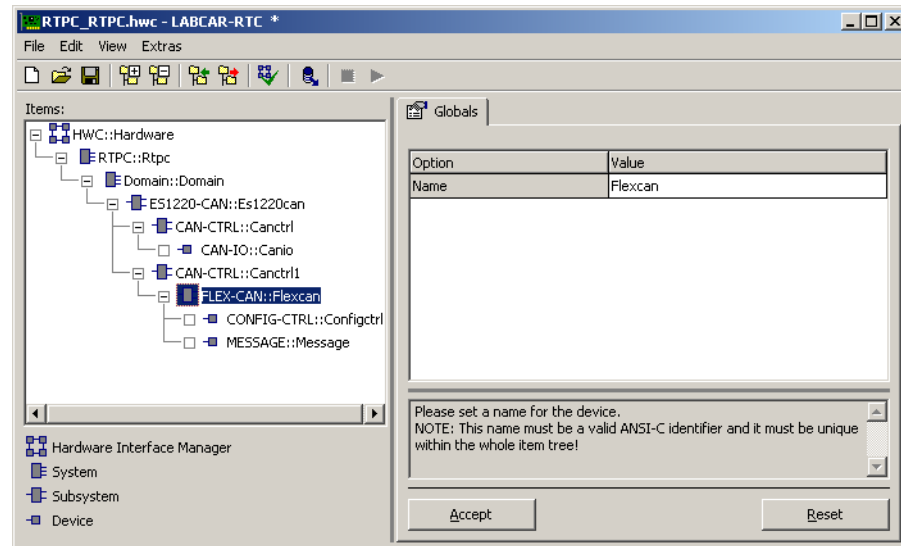 RTPC_RTPC.hwc - LABCAR-RTC *
File Edit View Extras
Items:
HWC::Hardware
RTPC::Rtpc
Domain::Domain
ES1220-CAN::Es1220can
CAN-CTRL::Canctrl
CAN-IO::Canio
CAN-CTRL::Canctrl1
FLEX-CAN::Flexcan
CONFIG-CTRL::Configctrl
MESSAGE::Message
Hardware Interface Manager
System
Subsystem
Device
Globals
Option Value
Name Flexcan
Please set a name for the device.
NOTE: This name must be a valid ANSI-C identifier and it must be unique
within the whole item tree!
Accept Reset